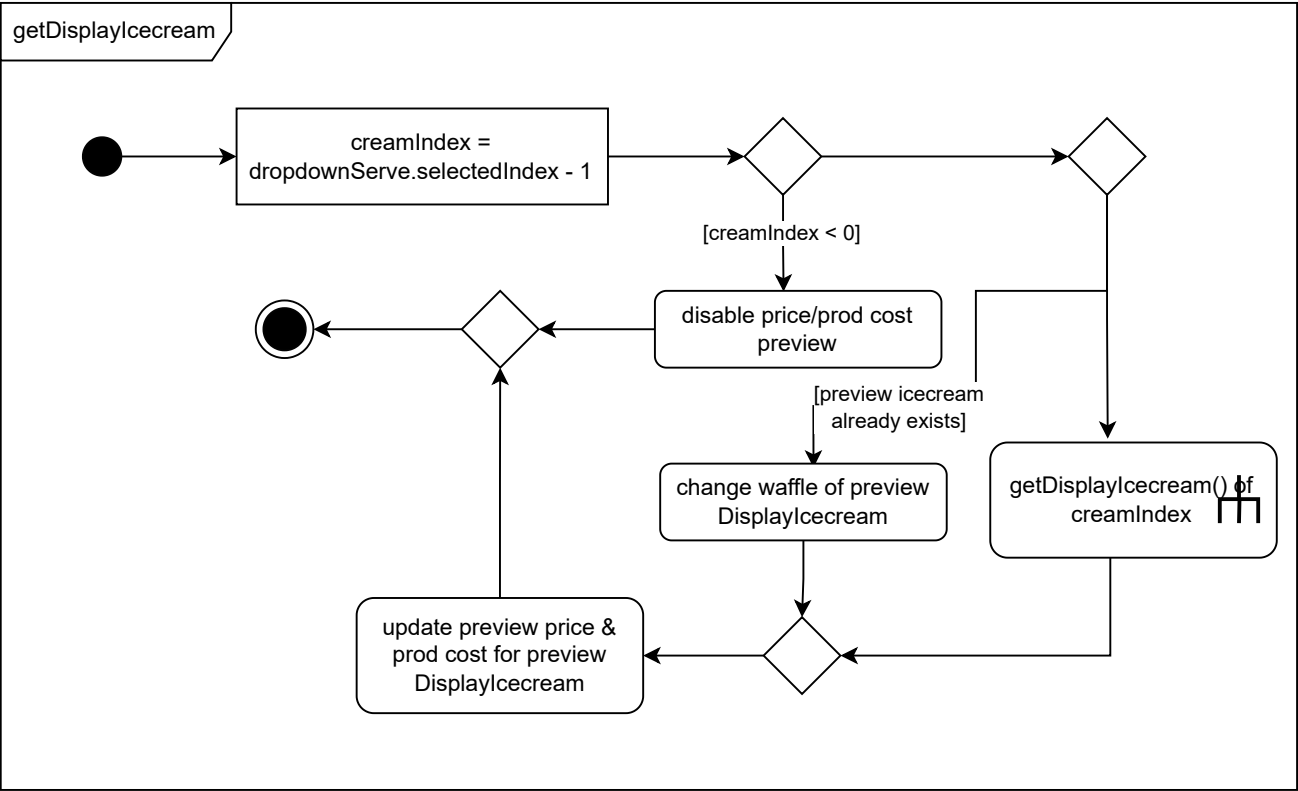 getDisplayIcecream
creamIndex =
dropdownServe.selectedIndex - 1
[creamIndex < 0]
disable price/prod cost
preview
[preview icecream
already exists]
change waffle of preview
DisplayIcecream
getDisplayIcecream() of
creamIndex
update preview price &
prod cost for preview
DisplayIcecream